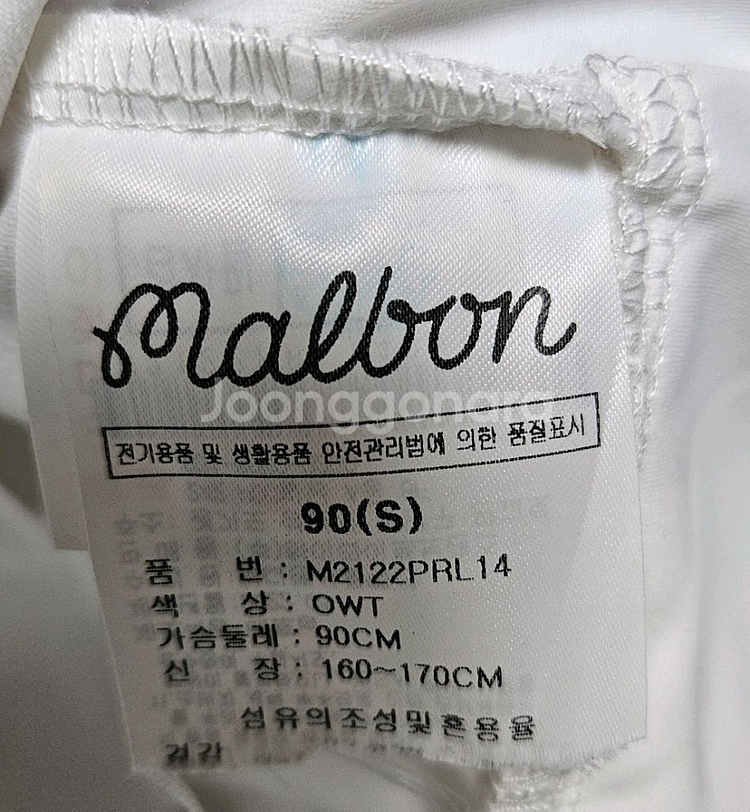 malbon
Joonggonara
전기용품 및 생활용품 안전관리법에 의한 품질표시
90(S)
품 번 : M2122PRL14
색 상 : OWT
가슴둘레 : 90CM
신 장 : 160~170CM
섬유의조성및혼용율
겉감